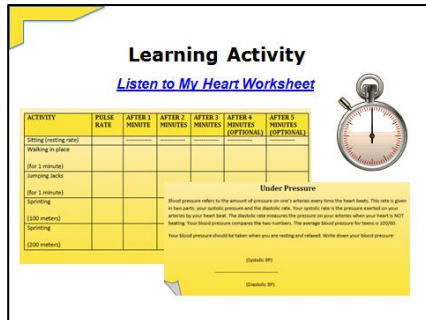 Learning Activity
Listen to My Heart Worksheet
ACTIVITY PULSE RATE AFTER 1 MINUTE AFTER 2 MINUTES AFTER 3 MINUTES AFTER 4 MINUTES (OPTIONAL) AFTER 5 MINUTES (OPTIONAL)
Sitting (resting rate)
Walking in place
(for 1 minute)
Jumping Jacks
(for 1 minute)
Sprinting
(100 meters)
Sprinting
(200 meters)
Under Pressure
Blood pressure refers to the amount of pressure on one's arteries every time the heart beats. This rate is given
in two parts: your systolic pressure and the diastolic rate. Your systolic rate is the pressure exerted on your
arteries by your heart beat. The diastolic rate measures the pressure on your arteries when your heart is NOT
beating. Your blood pressure compares the two numbers. The average blood pressure for teens is 100/60.
Your blood pressure should be taken when you are resting and relaxed. Write down your blood pressure:
(Systolic BP)
(Diastolic BP)